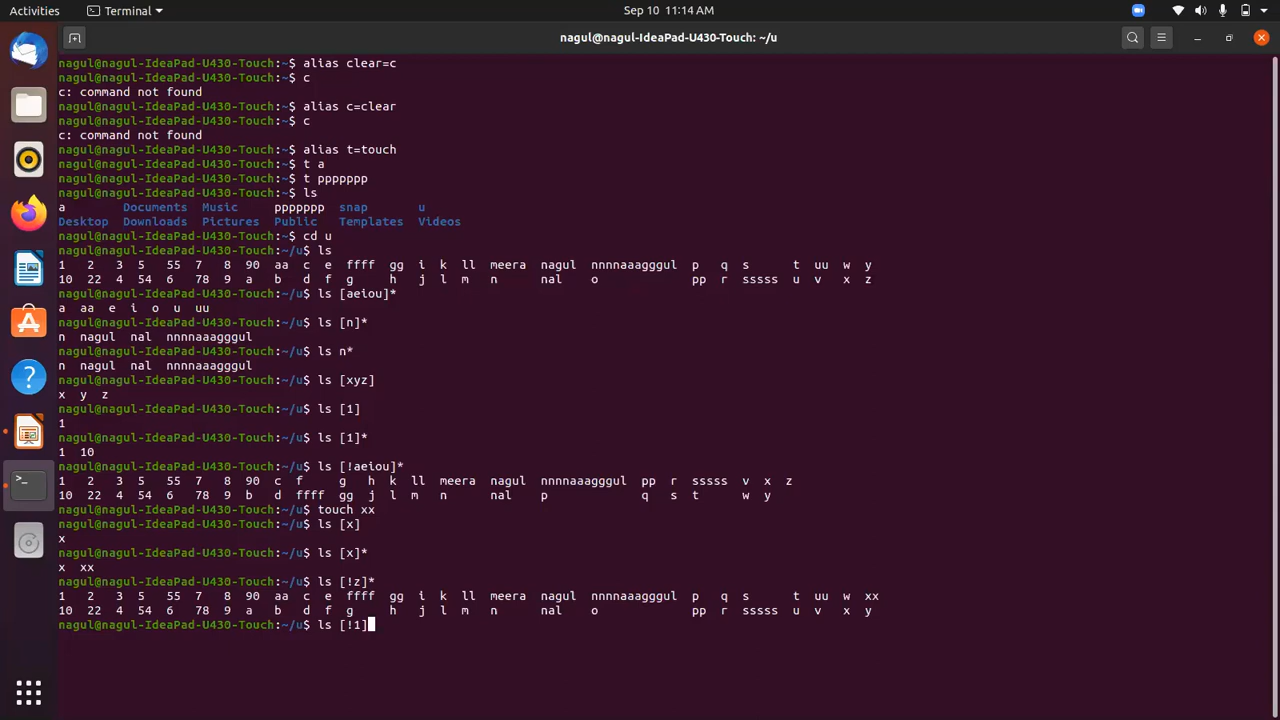 Activities
Terminal
Sep 10 11:14 AM
nagul@nagul-IdeaPad-U430-Touch: ~/u
nagul@nagul-IdeaPad-U430-Touch:~$ alias clear=c
nagul@nagul-IdeaPad-U430-Touch:~$ c
c: command not found
nagul@nagul-IdeaPad-U430-Touch:~$ alias c=clear
nagul@nagul-IdeaPad-U430-Touch:~$ c
c: command not found
nagul@nagul-IdeaPad-U430-Touch:~$ alias t=touch
nagul@nagul-IdeaPad-U430-Touch:~$ t a
nagul@nagul-IdeaPad-U430-Touch:~$ t ppppppp
nagul@nagul-IdeaPad-U430-Touch:~$ ls
a Documents Music ppppppp snap u
Desktop Downloads Pictures Public Templates Videos
nagul@nagul-IdeaPad-U430-Touch:~$ cd u
nagul@nagul-IdeaPad-U430-Touch:~/u$ ls
1 2 3 5 55 7 8 90 aa c e ffff gg i k ll meera nagul nnnnaaagggul p q s t uu w y
10 22 4 54 6 78 9 a b d f g h j l m n nal o pp r sssss u v x z
nagul@nagul-IdeaPad-U430-Touch:~/u$ ls [aeiou]*
a aa e i o u uu
nagul@nagul-IdeaPad-U430-Touch:~/u$ ls [n]*
n nagul nal nnnnaaagggul
nagul@nagul-IdeaPad-U430-Touch:~/u$ ls n*
n nagul nal nnnnaaagggul
nagul@nagul-IdeaPad-U430-Touch:~/u$ ls [xyz]
x y z
nagul@nagul-IdeaPad-U430-Touch:~/u$ ls [1]
1
nagul@nagul-IdeaPad-U430-Touch:~/u$ ls [1]*
1 10
nagul@nagul-IdeaPad-U430-Touch:~/u$ ls [!aeiou]*
1 2 3 5 55 7 8 90 c f g h k ll meera nagul nnnnaaagggul pp r sssss v x z
10 22 4 54 6 78 9 b d ffff gg j l m n nal p q s t w y
nagul@nagul-IdeaPad-U430-Touch:~/u$ touch xx
nagul@nagul-IdeaPad-U430-Touch:~/u$ ls [x]
x
nagul@nagul-IdeaPad-U430-Touch:~/u$ ls [x]*
x xx
nagul@nagul-IdeaPad-U430-Touch:~/u$ ls [!z]*
1 2 3 5 55 7 8 90 aa c e ffff gg i k ll meera nagul nnnnaaagggul p q s t uu w xx
10 22 4 54 6 78 9 a b d f g h j l m n nal o pp r sssss u v x y
nagul@nagul-IdeaPad-U430-Touch:~/u$ ls [!1]